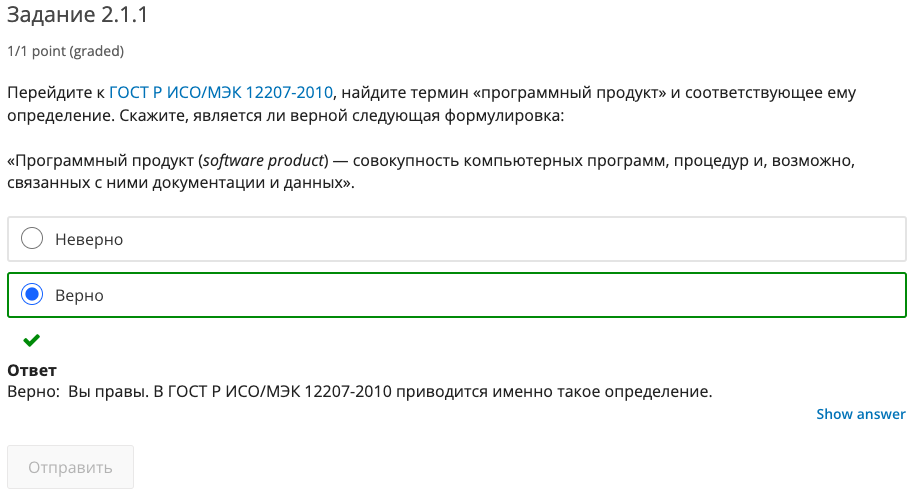 Задание 2.1.1
1/1 point (graded)
Перейдите к ГОСТ Р ИСО/МЭК 12207-2010, найдите термин «программный продукт» и соответствующее ему
определение. Скажите, является ли верной следующая формулировка:
«Программный продукт (software product) — совокупность компьютерных программ, процедур и, возможно,
связанных с ними документации и данных».
Неверно
Верно
Ответ
Верно: Вы правы. В ГОСТ Р ИСО/МЭК 12207-2010 приводится именно такое определение.
Show answer
Отправить